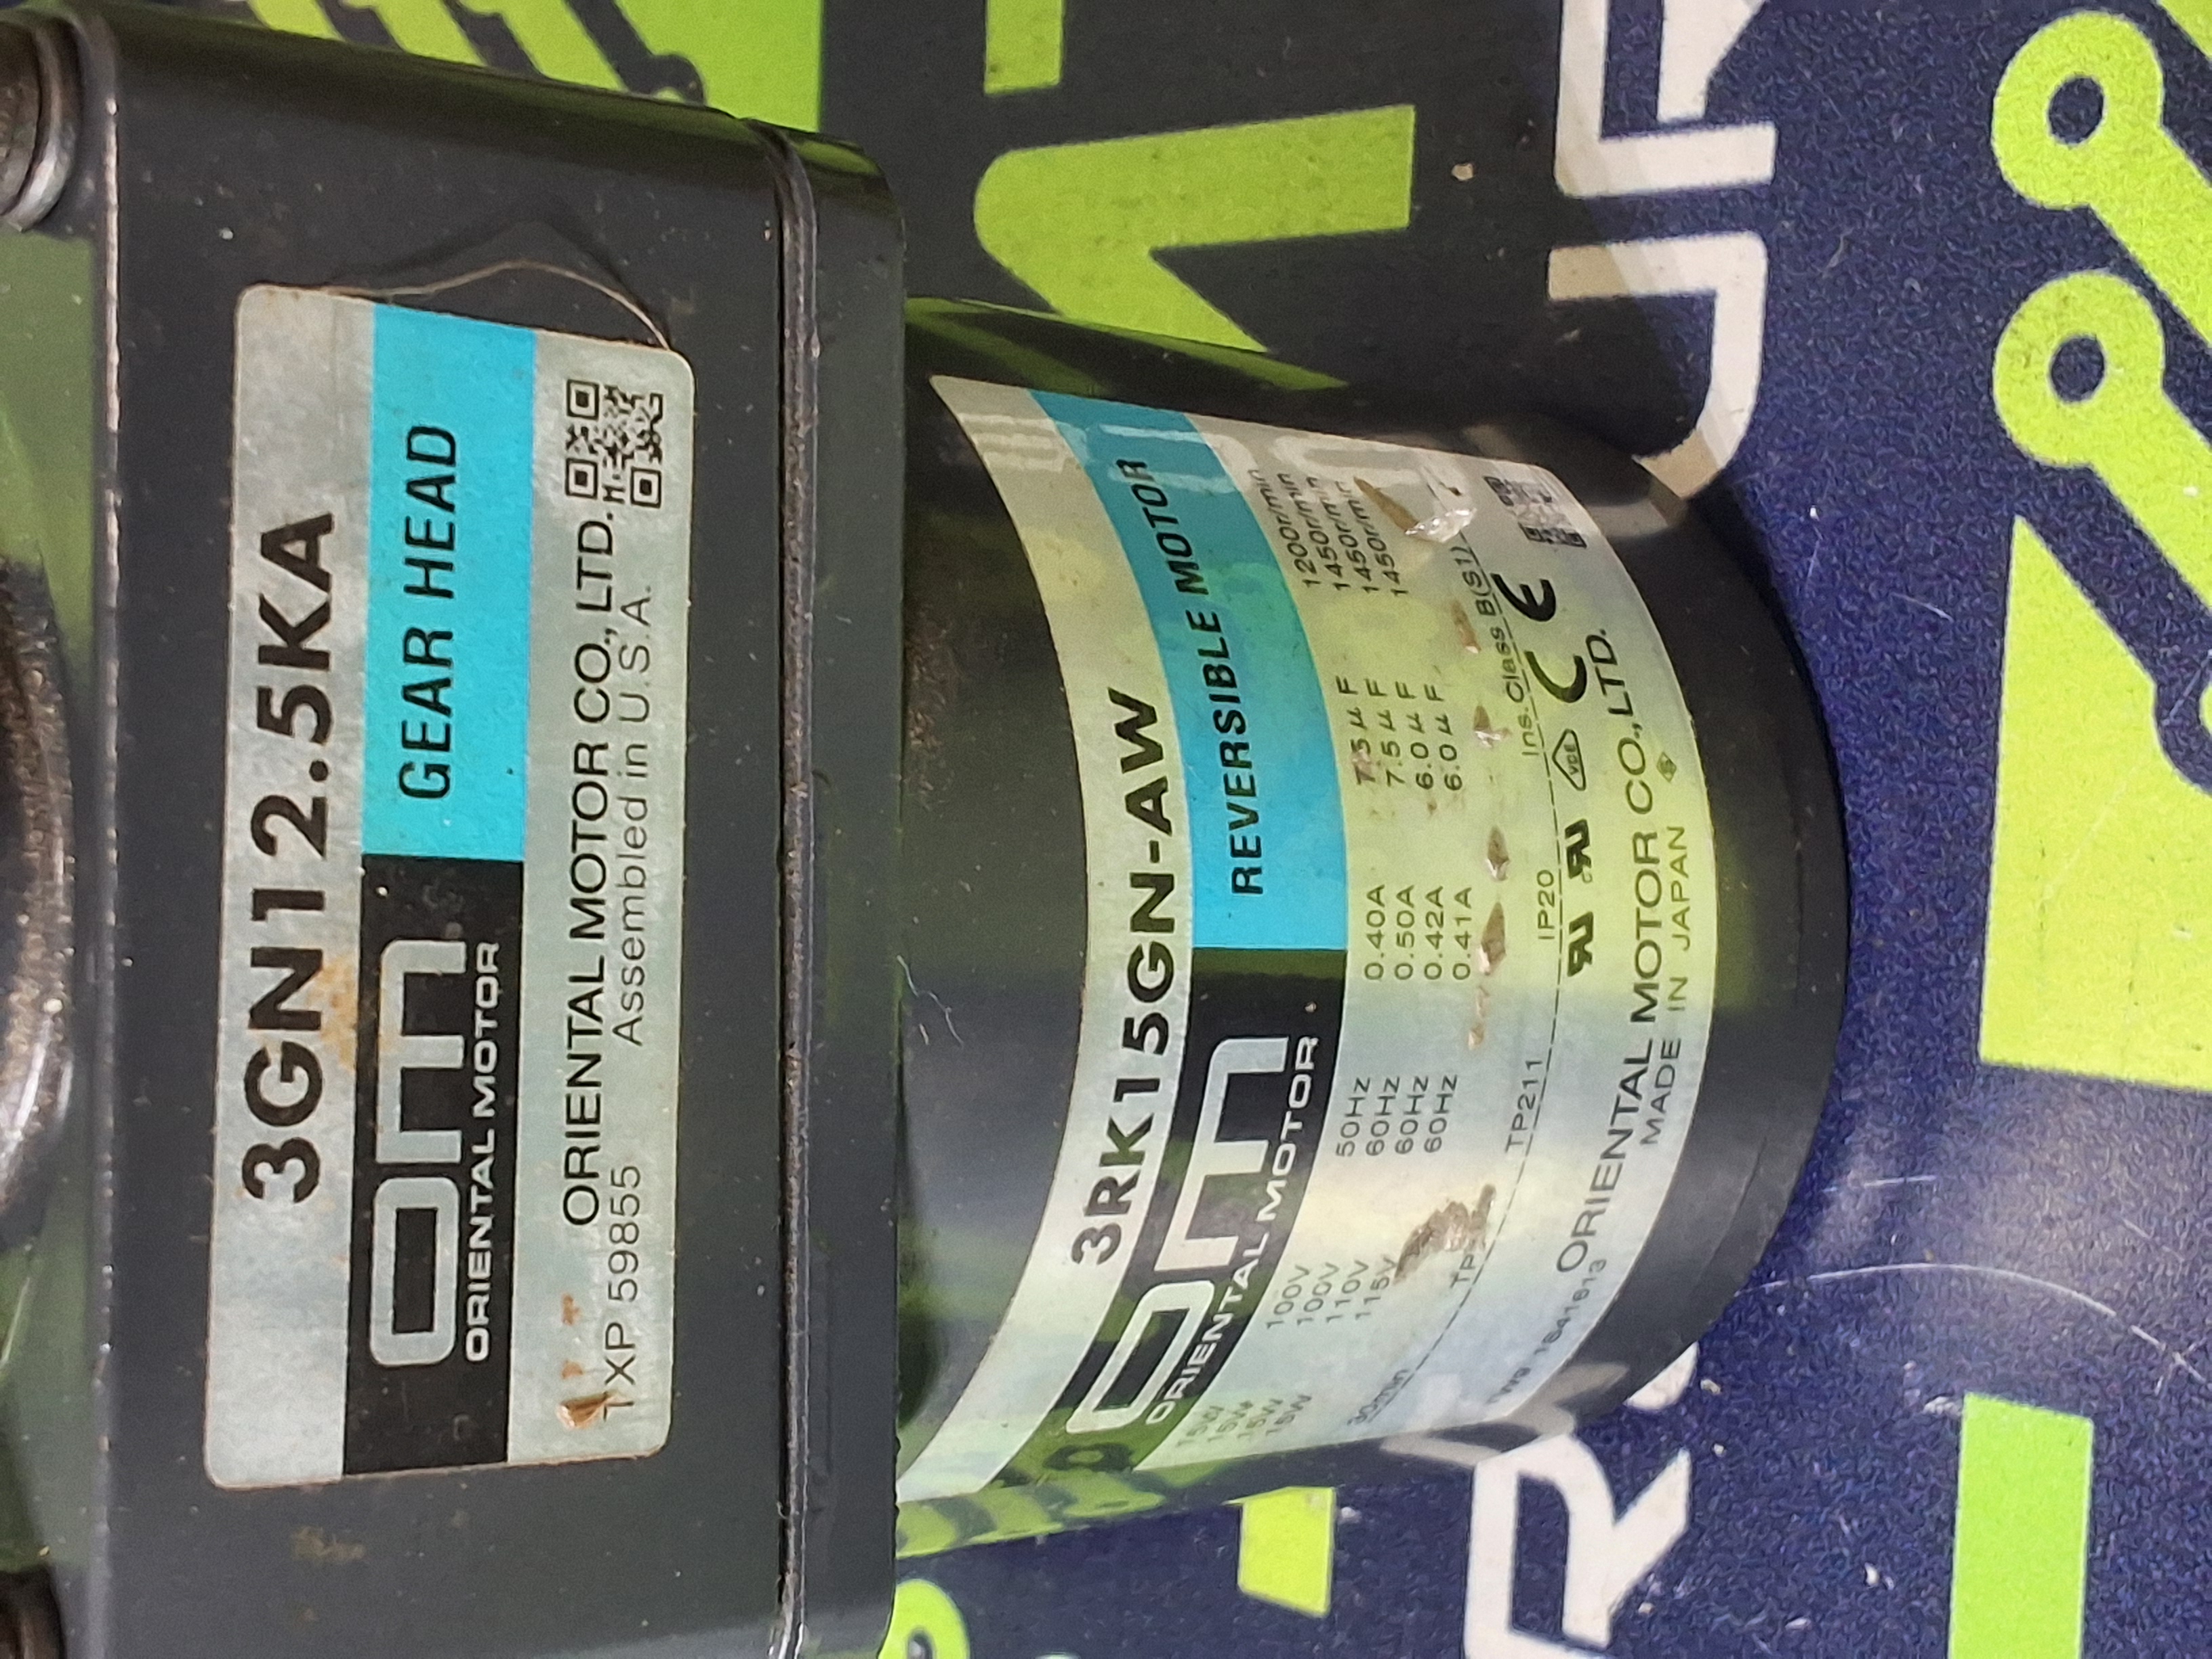 3GN12.5KA
om
ORIENTAL MOTOR
GEAR HEAD
ORIENTAL MOTOR CO., LTD.
TXP 59855 Assembled in U.S.A.
3RK15GN-AW
om
ORIENTAL MOTOR
REVERSIBLE MOTOR
15W 100V 50Hz 0.40A 7.5μF 1200r/min
15W 100V 60Hz 0.50A 7.5μF 1450r/min
15W 110V 60Hz 0.42A 6.0μF 1450r/min
15W 115V 60Hz 0.41A 6.0μF 1450r/min
30min TP211 IP20 Ins. Class B(S1)
VDE CE
ORIENTAL MOTOR CO., LTD.
MADE IN JAPAN